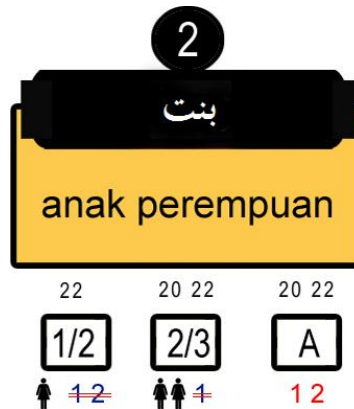 2
بنت
anak perempuan
22 20 22 20 22
1/2 2/3 A
1 2 1 1 2